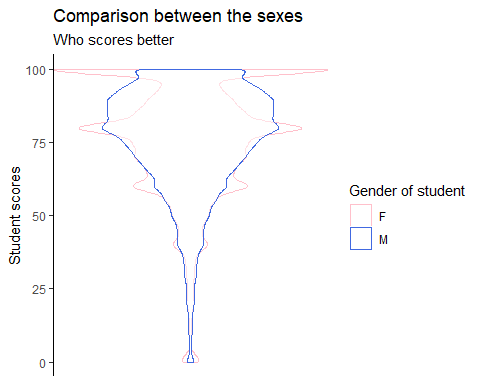 Comparison between the sexes
Who scores better
100
75
50
25
0
Student scores
Gender of student
F
M